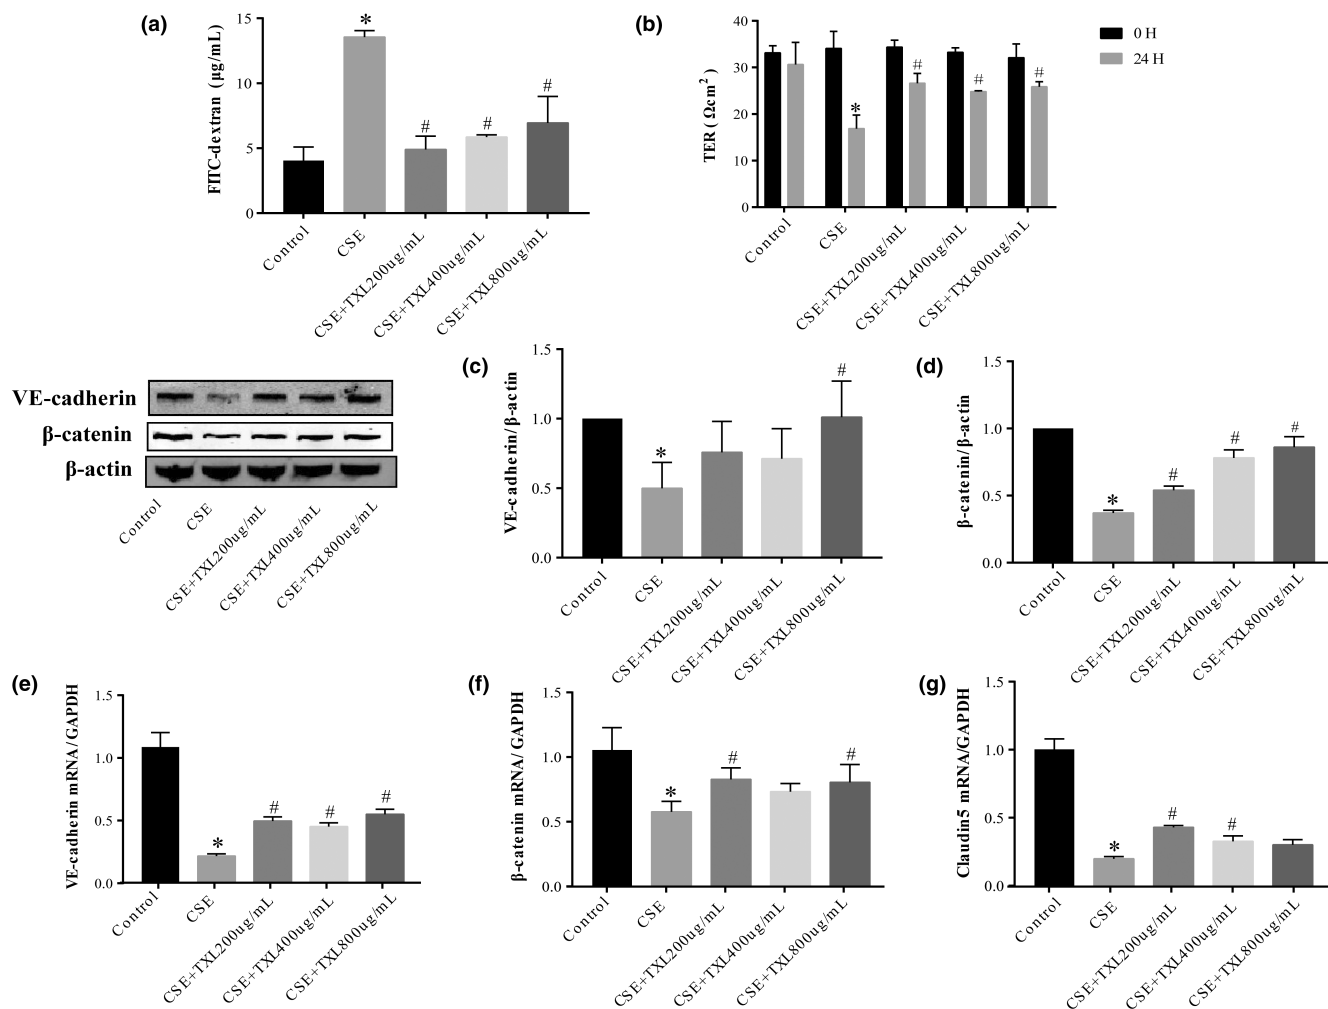 (a)
FITC-dextran (μg/mL)
15
10
5
0
*
#
#
#
Control
CSE
CSE+TXL200ug/mL
CSE+TXL400ug/mL
CSE+TXL800ug/mL
(b)
TER ( Ωcm2 )
40
30
20
10
0
*
#
#
#
Control
CSE
CSE+TXL200ug/mL
CSE+TXL400ug/mL
CSE+TXL800ug/mL
0 H
24 H
VE-cadherin
β-catenin
β-actin
Control
CSE
CSE+TXL200ug/mL
CSE+TXL400ug/mL
CSE+TXL800ug/mL
(c)
VE-cadherin/β-actin
1.5
1.0
0.5
0.0
*
#
Control
CSE
CSE+TXL200ug/mL
CSE+TXL400ug/mL
CSE+TXL800ug/mL
(d)
β-catenin/β-actin
1.5
1.0
0.5
0.0
*
#
#
#
Control
CSE
CSE+TXL200ug/mL
CSE+TXL400ug/mL
CSE+TXL800ug/mL
(e)
VE-cadherin mRNA/GAPDH
1.5
1.0
0.5
0.0
*
#
#
#
Control
CSE
CSE+TXL200ug/mL
CSE+TXL400ug/mL
CSE+TXL800ug/mL
(f)
β-catenin mRNA/GAPDH
1.5
1.0
0.5
0.0
*
#
#
Control
CSE
CSE+TXL200ug/mL
CSE+TXL400ug/mL
CSE+TXL800ug/mL
(g)
Claudin5 mRNA/GAPDH
1.5
1.0
0.5
0.0
*
#
#
Control
CSE
CSE+TXL200ug/mL
CSE+TXL400ug/mL
CSE+TXL800ug/mL